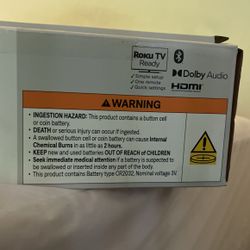 Roku TV
Ready
✓ Simple setup
✓ One remote
✓ Quick settings
Dolby Audio
HDMI
WARNING
• INGESTION HAZARD: This product contains a button cell
or coin battery.
• DEATH or serious injury can occur if ingested.
• A swallowed button cell or coin battery can cause Internal
Chemical Burns in as little as 2 hours.
• KEEP new and used batteries OUT OF REACH of CHILDREN
• Seek immediate medical attention if a battery is suspected to
be swallowed or inserted inside any part of the body.
• This product contains Battery type CR2032, Nominal voltage 3V.